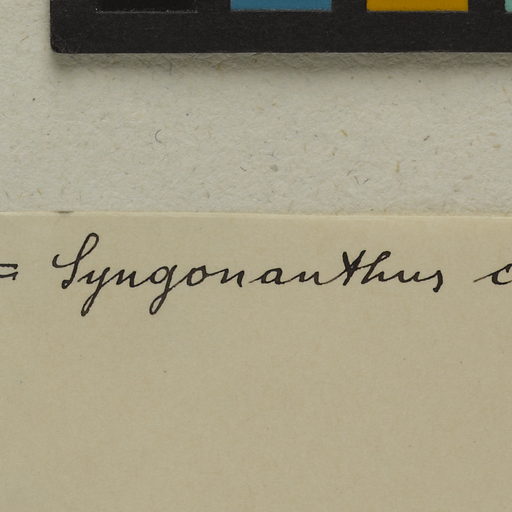 = Syngonanthus c